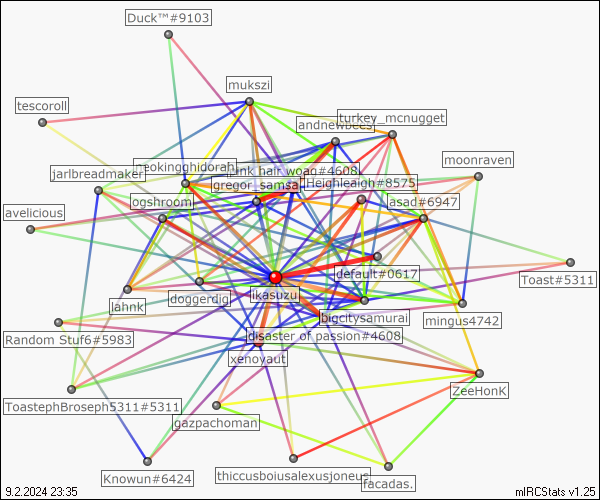 Duck™#9103
mukszi
tescoroll
turkey_mcnugget
andnewbees
moonraven
eokingghidorah
jarlbreadmaker
pink hair woag#4608
gregor_samsa
Heighleaigh#8575
ogshroom
asad#6947
avelicious
default#0617
Toast#5311
lahnk
doggerdig
ikasuzu
bigcitysamurai
mingus4742
Random Stuf6#5983
disaster of passion#4608
xenoyaut
ZeeHonK
ToastephBroseph5311#5311
gazpachoman
Knowun#6424
thiccusboiusalexusjoneus
facadas.
9.2.2024 23:35
mIRCStats v1.25